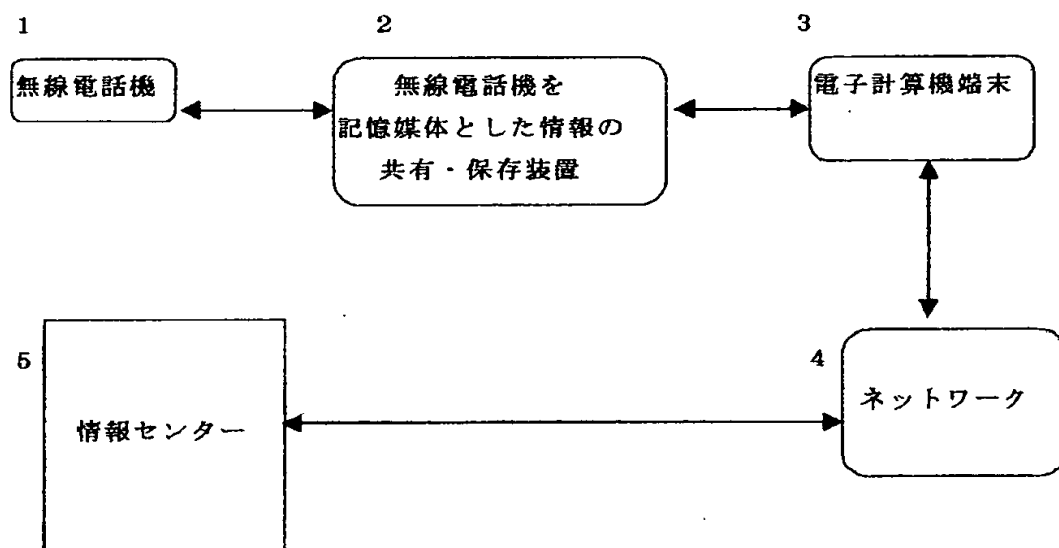 1
無線電話機
2
無線電話機を
記憶媒体とした情報の
共有・保存装置
3
電子計算機端末
4
ネットワーク
5
情報センター